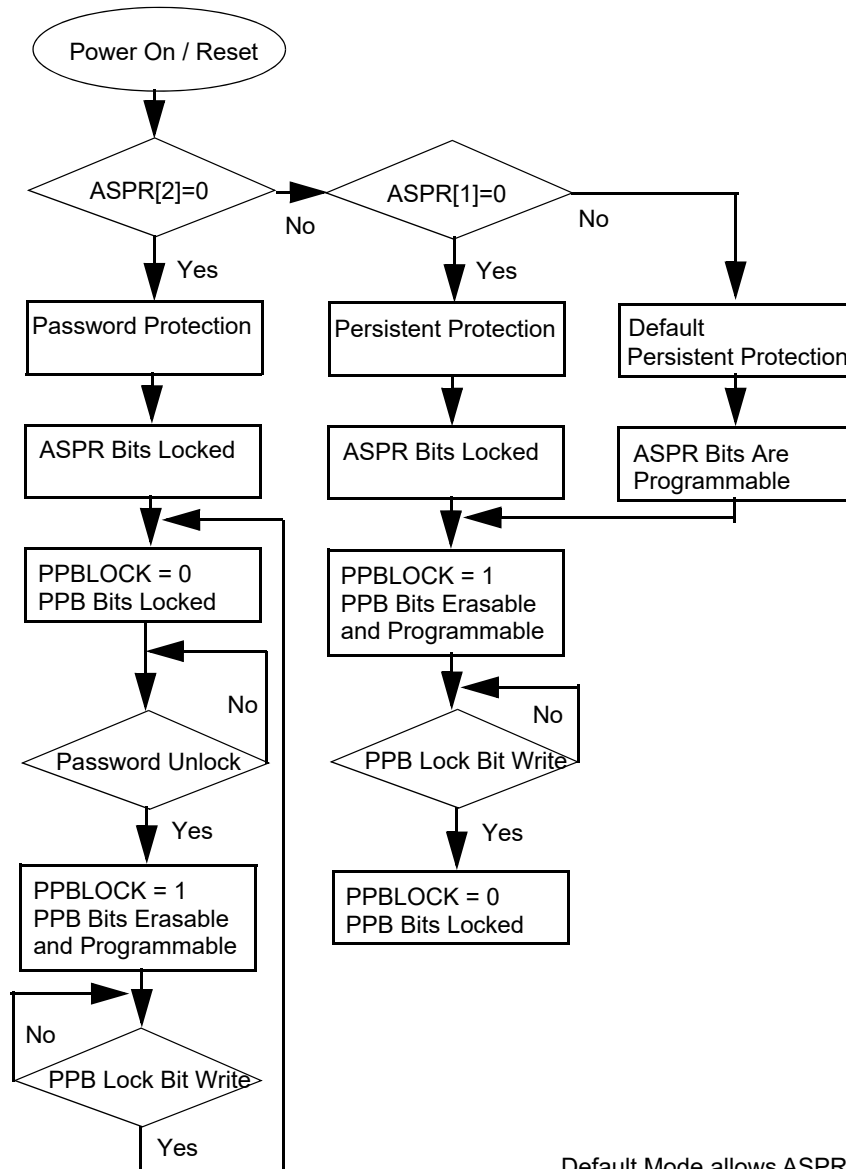 Power On / Reset
ASPR[2]=0
No
ASPR[1]=0
No
Yes
Yes
Password Protection
Persistent Protection
Default
Persistent Protection
ASPR Bits Locked
ASPR Bits Locked
ASPR Bits Are
Programmable
PPBLOCK = 0
PPB Bits Locked
PPBLOCK = 1
PPB Bits Erasable
and Programmable
No
Password Unlock
No
PPB Lock Bit Write
Yes
Yes
PPBLOCK = 1
PPB Bits Erasable
and Programmable
PPBLOCK = 0
PPB Bits Locked
No
PPB Lock Bit Write
Yes
Default Mode allows ASPR